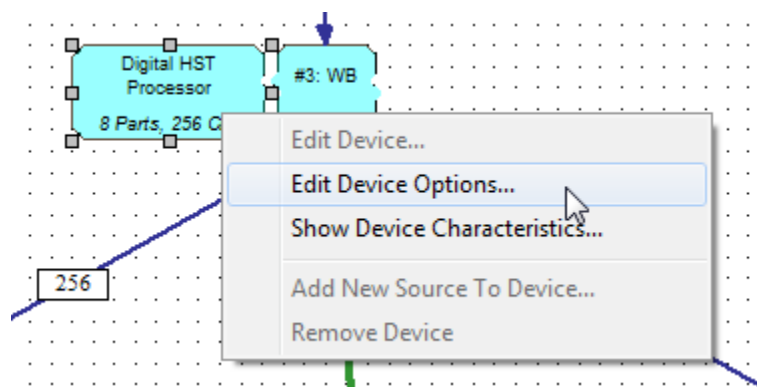 Digital HST
Processor
8 Parts, 256
#3: WB
Edit Device...
Edit Device Options...
Show Device Characteristics...
Add New Source To Device...
Remove Device
256